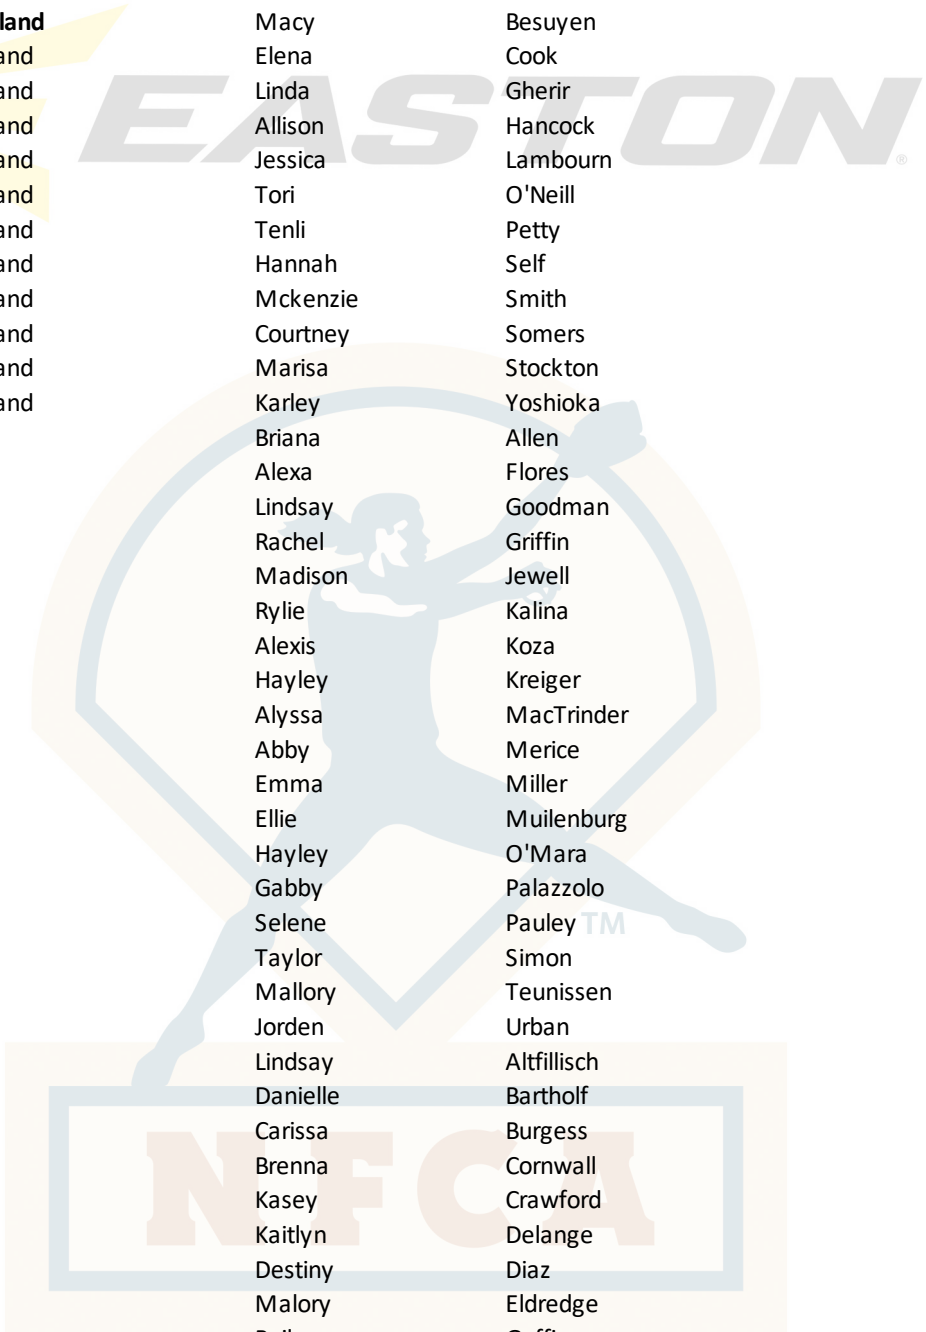 land Macy Besuyen
and Elena Cook
and Linda Gherir
EASTON®
and Allison Hancock
and Jessica Lambourn
and Tori O'Neill
and Tenli Petty
and Hannah Self
and Mckenzie Smith
and Courtney Somers
and Marisa Stockton
and Karley Yoshioka
Briana Allen
Alexa Flores
Lindsay Goodman
Rachel Griffin
Madison Jewell
Rylie Kalina
Alexis Koza
Hayley Kreiger
Alyssa MacTrinder
Abby Merice
Emma Miller
Ellie Muilenburg
Hayley O'Mara
Gabby Palazzolo
Selene Pauley TM
Taylor Simon
Mallory Teunissen
Jorden Urban
Lindsay Altfillisch
Danielle Bartholf
Carissa Burgess
Brenna Cornwall
Kasey Crawford
NFCA
Kaitlyn Delange
Destiny Diaz
Malory Eldredge